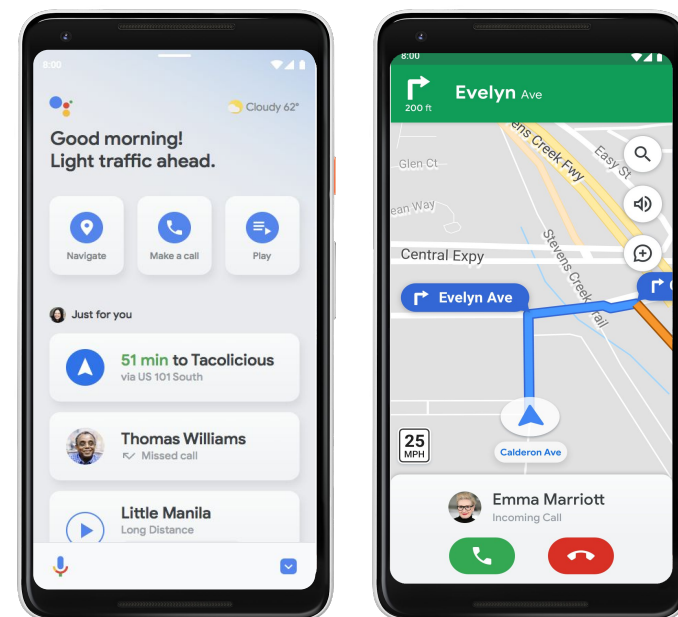 8:00
Cloudy 62°
Good morning!
Light traffic ahead.
Navigate
Make a call
Play
Just for you
51 min to Tacolicious
via US 101 South
Thomas Williams
Missed call
Little Manila
Long Distance
8:00
200 ft
Evelyn Ave
ens Creek Fwy
Easy St
Glen Ct
ean Way
Central Expy
Stevens Creek Trail
Evelyn Ave
25
MPH
Calderon Ave
Emma Marriott
Incoming Call